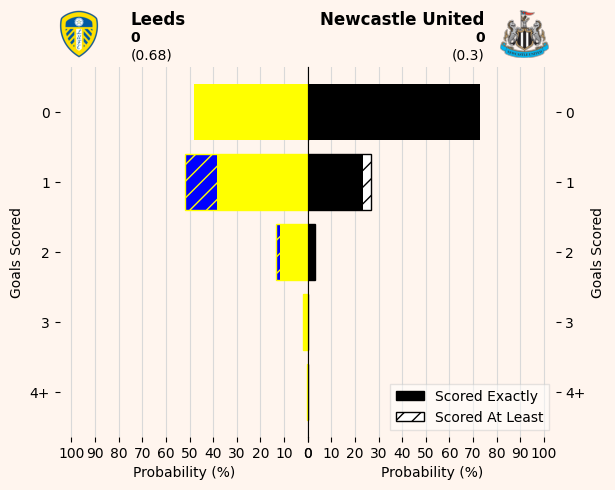 Leeds
0
(0.68)
Newcastle United
0
(0.3)
Goals Scored
0
1
2
3
4+
0
1
2
3
4+
Goals Scored
Scored Exactly
Scored At Least
100 90 80 70 60 50 40 30 20 10 0
0 10 20 30 40 50 60 70 80 90 100
Probability (%)
Probability (%)